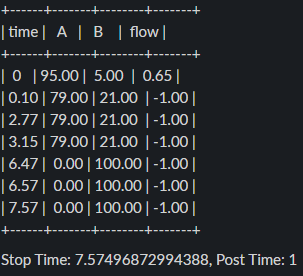 +------+-------+--------+-------+
| time | A | B | flow |
+------+-------+--------+-------+
| 0 | 95.00 | 5.00 | 0.65 |
| 0.10 | 79.00 | 21.00 | -1.00 |
| 2.77 | 79.00 | 21.00 | -1.00 |
| 3.15 | 79.00 | 21.00 | -1.00 |
| 6.47 | 0.00 | 100.00 | -1.00 |
| 6.57 | 0.00 | 100.00 | -1.00 |
| 7.57 | 0.00 | 100.00 | -1.00 |
+------+-------+--------+-------+
Stop Time: 7.57496872994388, Post Time: 1